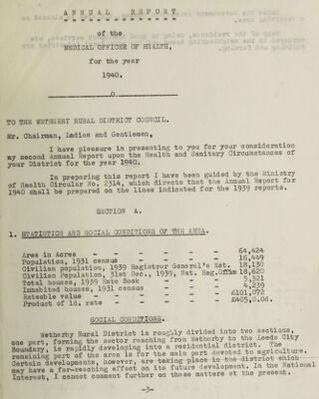 ANNUAL REPORT
of the
MEDICAL OFFICER OF HEALTH,
for the year
1940.
TO THE WETHERBY RURAL DISTRICT COUNCIL.
Mr. Chairman, Ladies and Gentlemen,
I have pleasure in presenting to you for your consideration
my second Annual Report upon the Health and Sanitary Circumstances of
your District for the year 1940.
In preparing this report I have been guided by the Ministry
of Health Circular No. 2314, which directs that the Annual Report for
1940 shall be prepared on the lines indicated for the 1939 reports.
SECTION A.
1. STATISTICS AND SOCIAL CONDITIONS OF THE AREA.
Area in Acres - - - - - - 64,624
Population, 1931 census - - - - 16,449
Civilian population, 1939 Registrar General's Est. 18,130
Civilian Population, 31st Dec., 1939, Nat. Reg. Office 18,620
Total houses, 1939 Rate Book - - - 5,321
Inhabited houses, 1931 census - - - 4,239
Rateable value - - - - - £101,072
Product of 1d. rate - - - - £405.0.0d.
SOCIAL CONDITIONS.
Wetherby Rural District is roughly divided into two sections,
one part, forming the sector reaching from Wetherby to the Leeds City
Boundary, is rapidly developing into a residential district. The
remaining part of the area is for the main part devoted to agriculture.
Certain developments, however, are taking place in the district which
may have a far-reaching effect on its future development. In the National
Interest, I cannot comment further on these matters at the present.
-3-